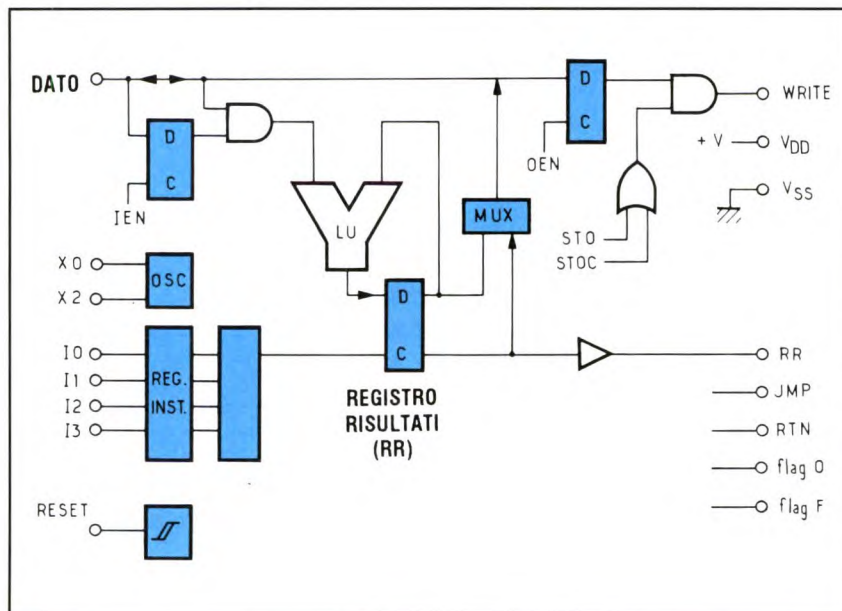 DATO
D
C
IEN
LU
D
C
OEN
WRITE
+ V
VDD
VSS
MUX
STO
STOC
X0
X2
OSC
I0
I1
I2
I3
REG.
INST.
D
C
REGISTRO
RISULTATI
(RR)
RR
JMP
RTN
flag 0
flag F
RESET